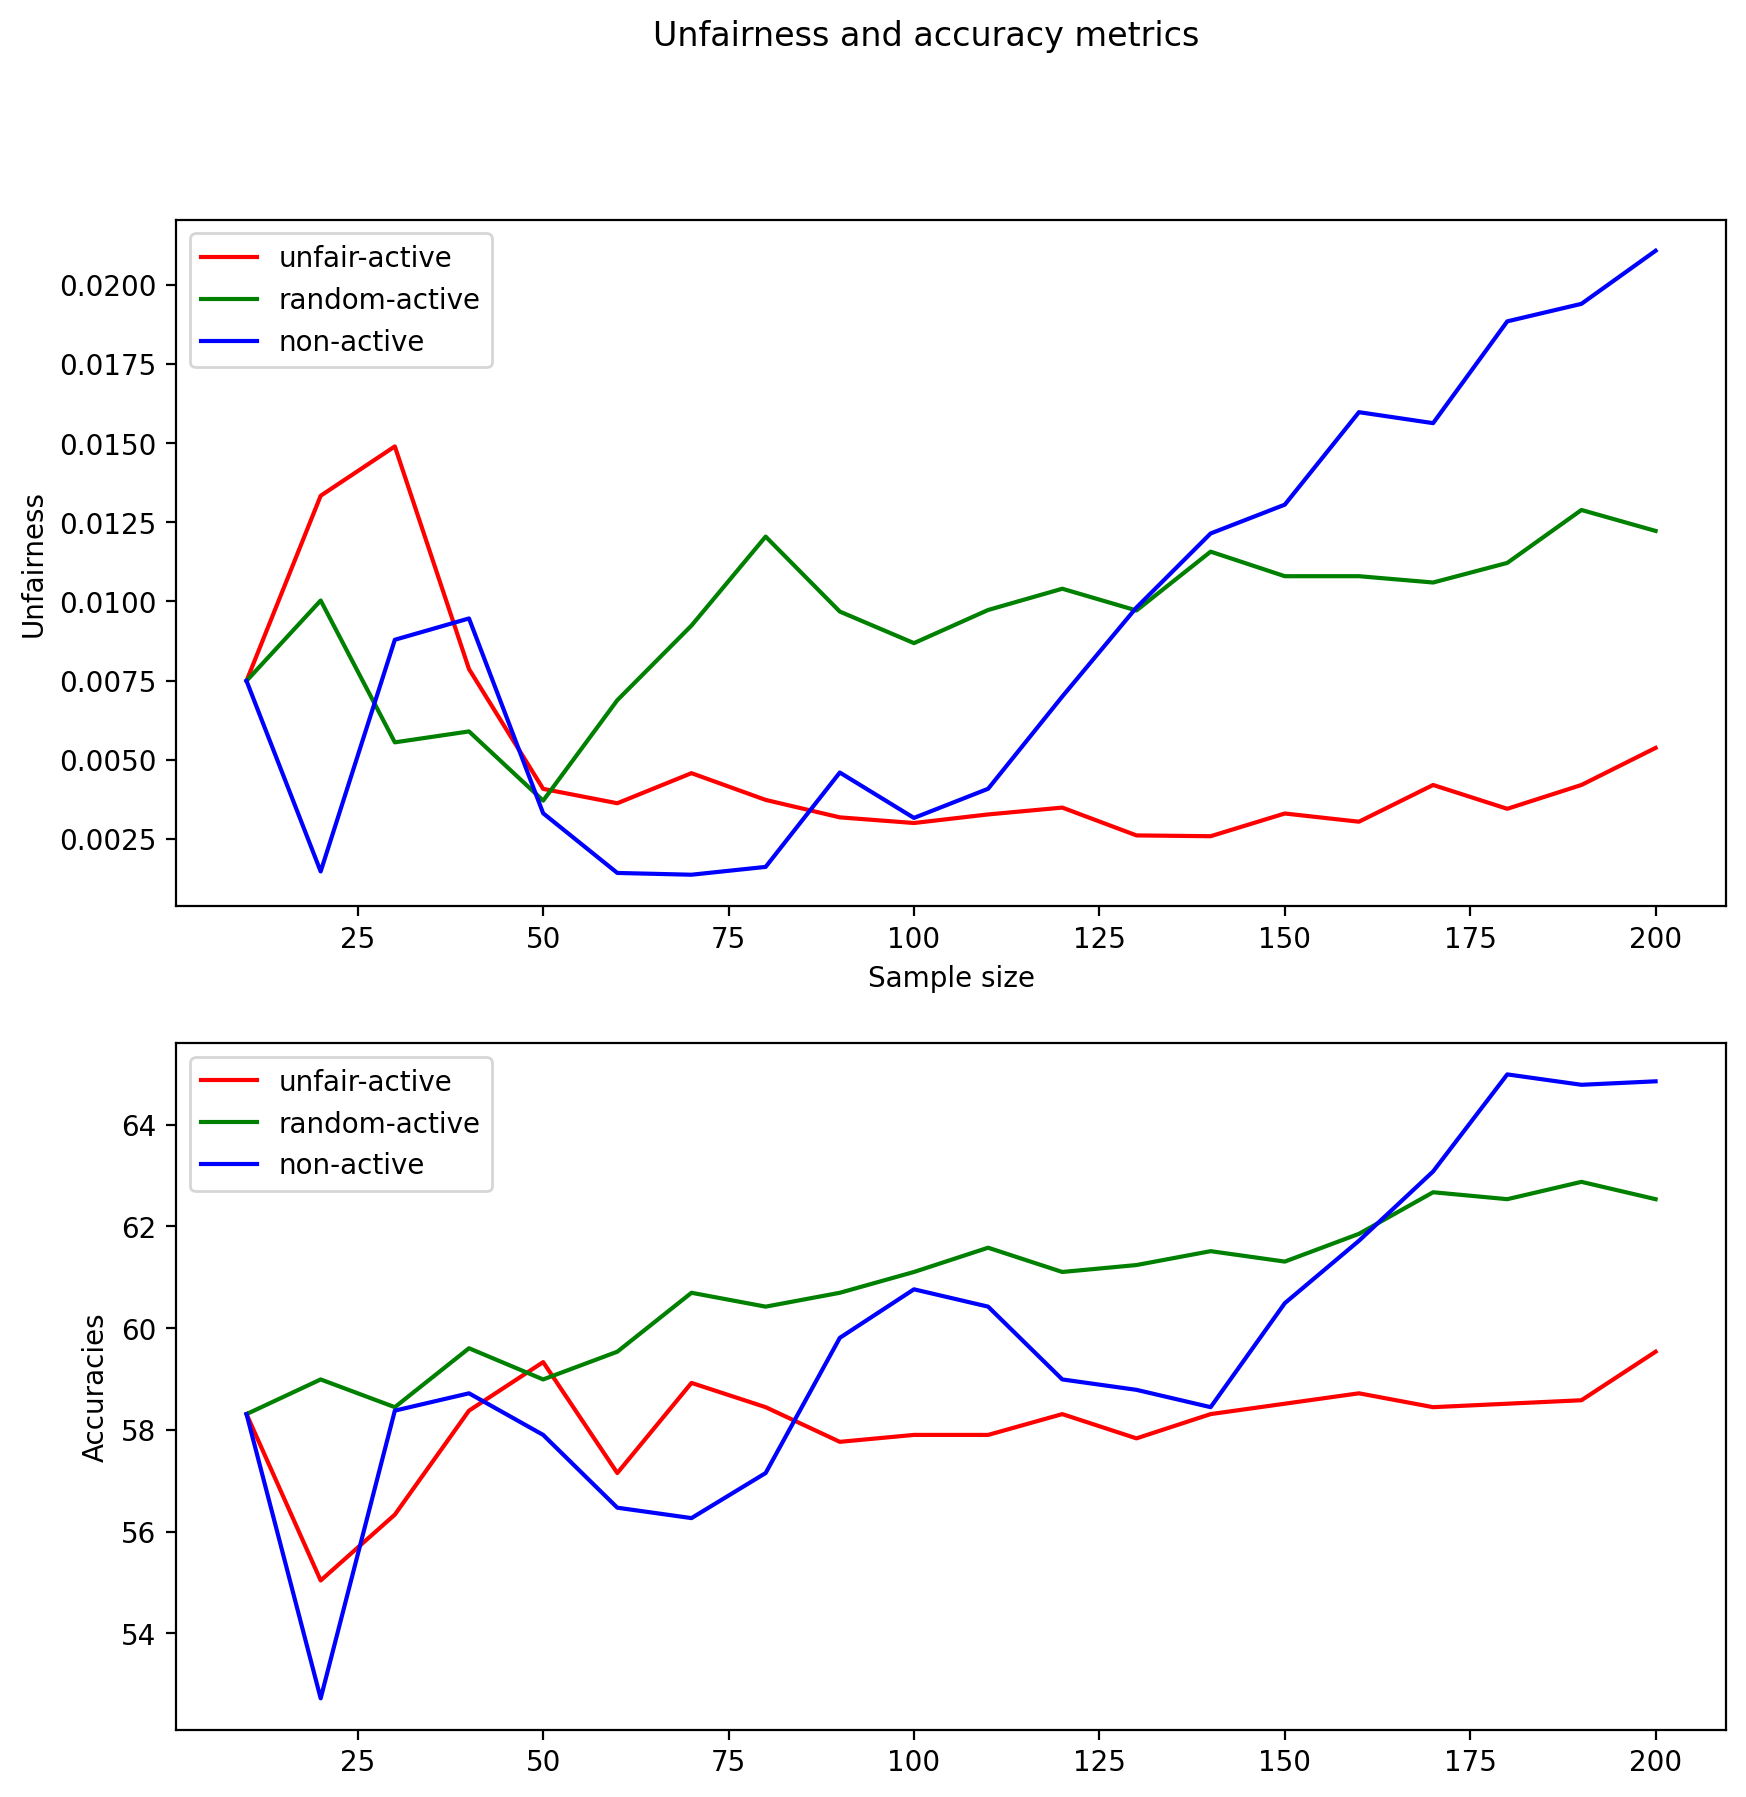 Unfairness and accuracy metrics
unfair-active
random-active
non-active
0.0200
0.0175
0.0150
0.0125
0.0100
0.0075
0.0050
0.0025
Unfairness
25 50 75 100 125 150 175 200
Sample size
unfair-active
random-active
non-active
64
62
60
58
56
54
Accuracies
25 50 75 100 125 150 175 200